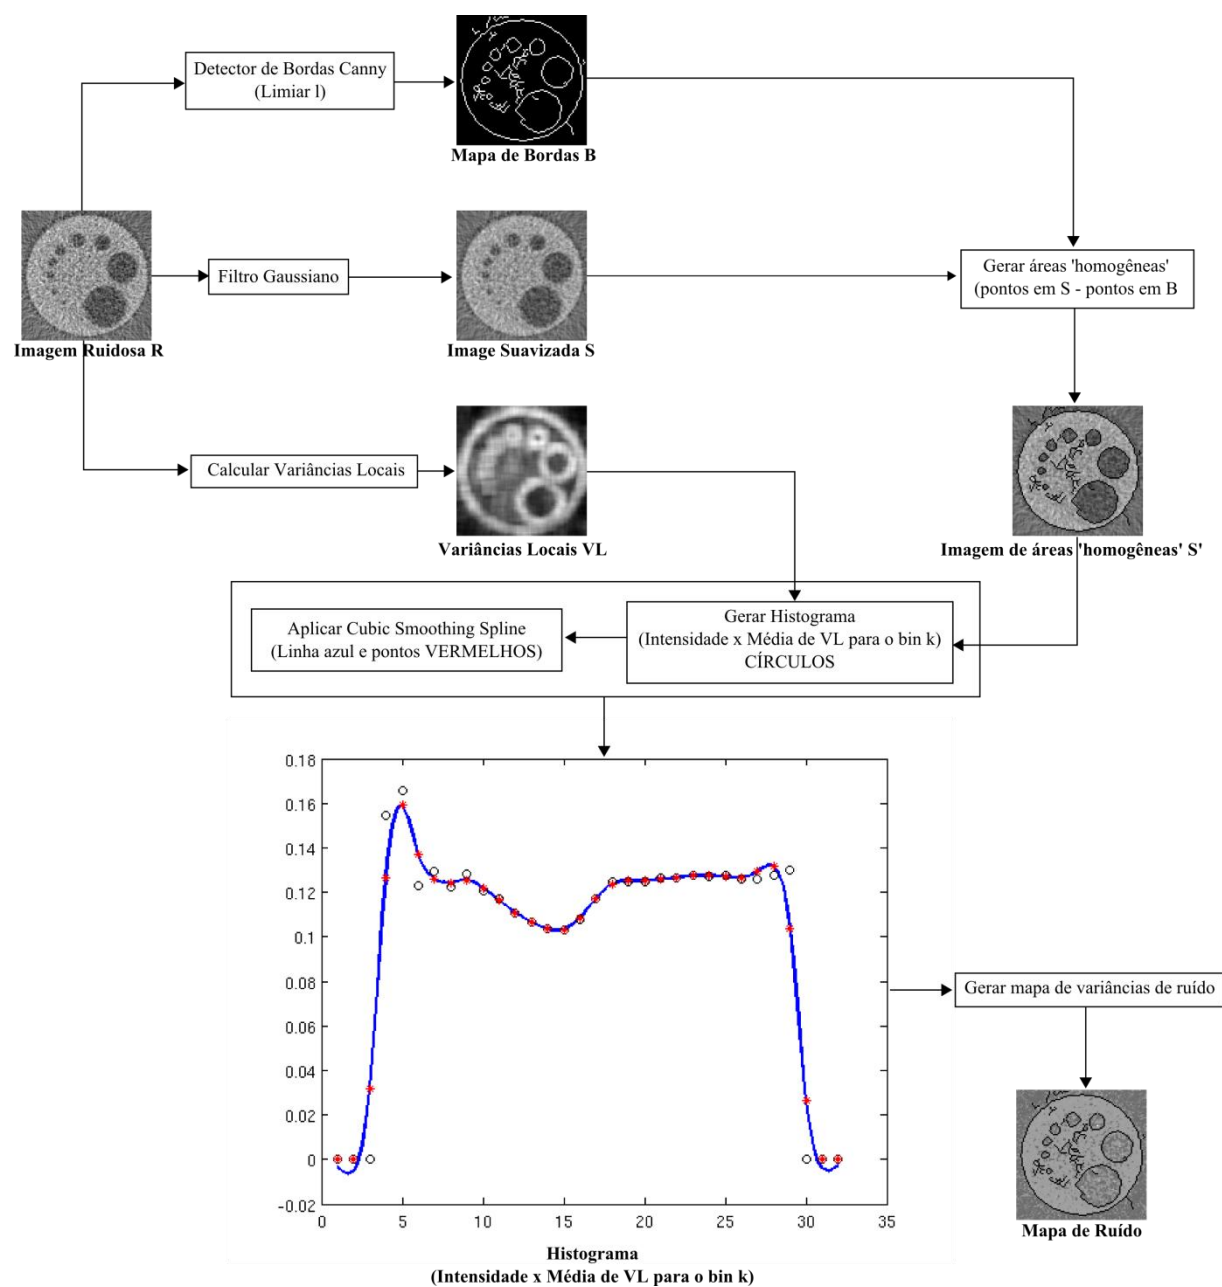 Detector de Bordas Canny
(Limiar l)
Mapa de Bordas B
Imagem Ruidosa R
Filtro Gaussiano
Image Suavizada S
Gerar áreas 'homogêneas'
(pontos em S - pontos em B
Calcular Variâncias Locais
Variâncias Locais VL
Imagem de áreas 'homogêneas' S'
Aplicar Cubic Smoothing Spline
(Linha azul e pontos VERMELHOS)
Gerar Histograma
(Intensidade x Média de VL para o bin k)
CÍRCULOS
0.18
0.16
0.14
0.12
0.1
0.08
0.06
0.04
0.02
0
-0.02
0 5 10 15 20 25 30 35
Histograma
(Intensidade x Média de VL para o bin k)
Gerar mapa de variâncias de ruído
Mapa de Ruído